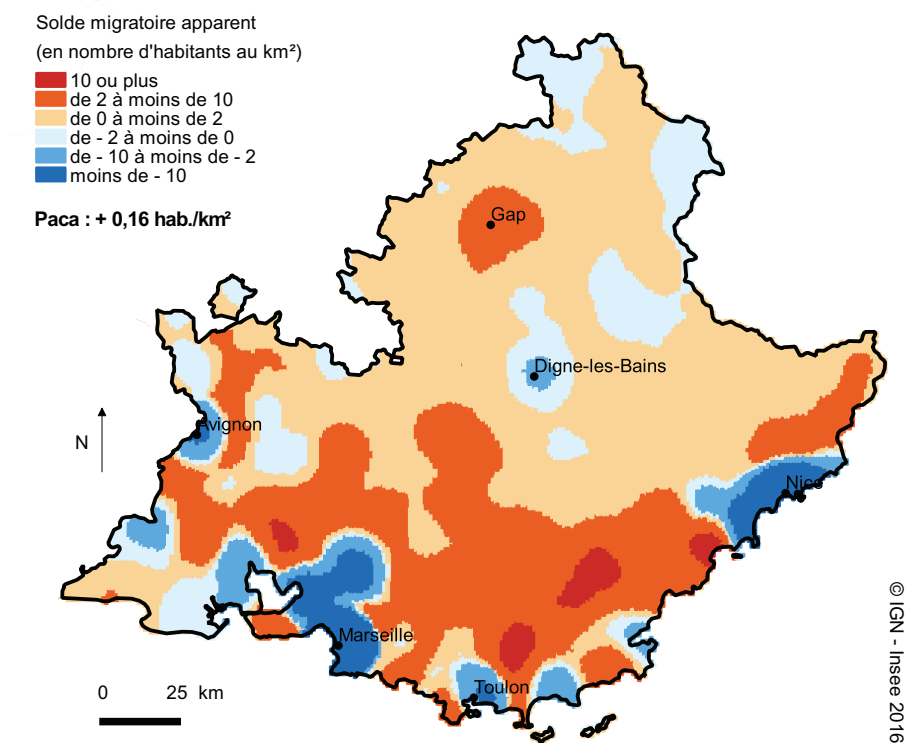 Solde migratoire apparent
(en nombre d'habitants au km²)
10 ou plus
de 2 à moins de 10
de 0 à moins de 2
de - 2 à moins de 0
de - 10 à moins de - 2
moins de - 10
Paca : + 0,16 hab./km²
Gap
Digne-les-Bains
Avignon
N
Nice
Marseille
Toulon
0 25 km
© IGN - Insee 2016